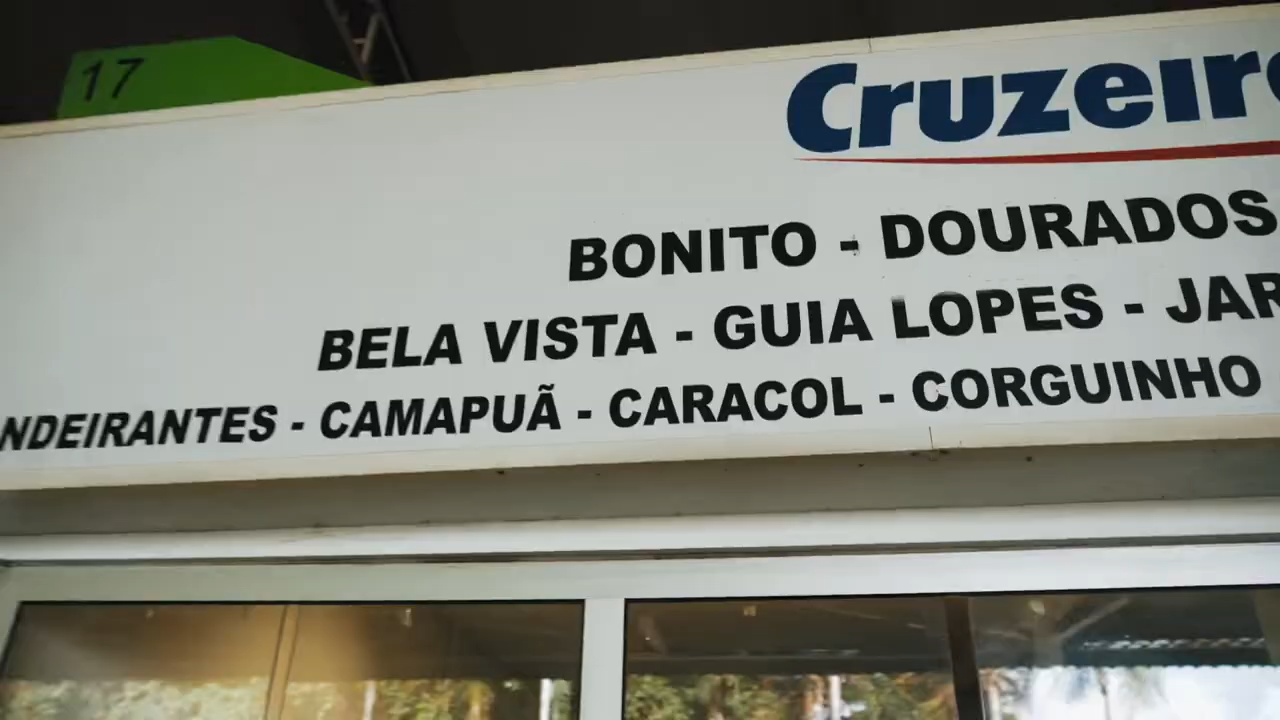 17
Cruzeiro
BONITO - DOURADOS
BELA VISTA - GUIA LOPES - JAR
NDEIRANTES - CAMAPUÃ - CARACOL - CORGUINHO